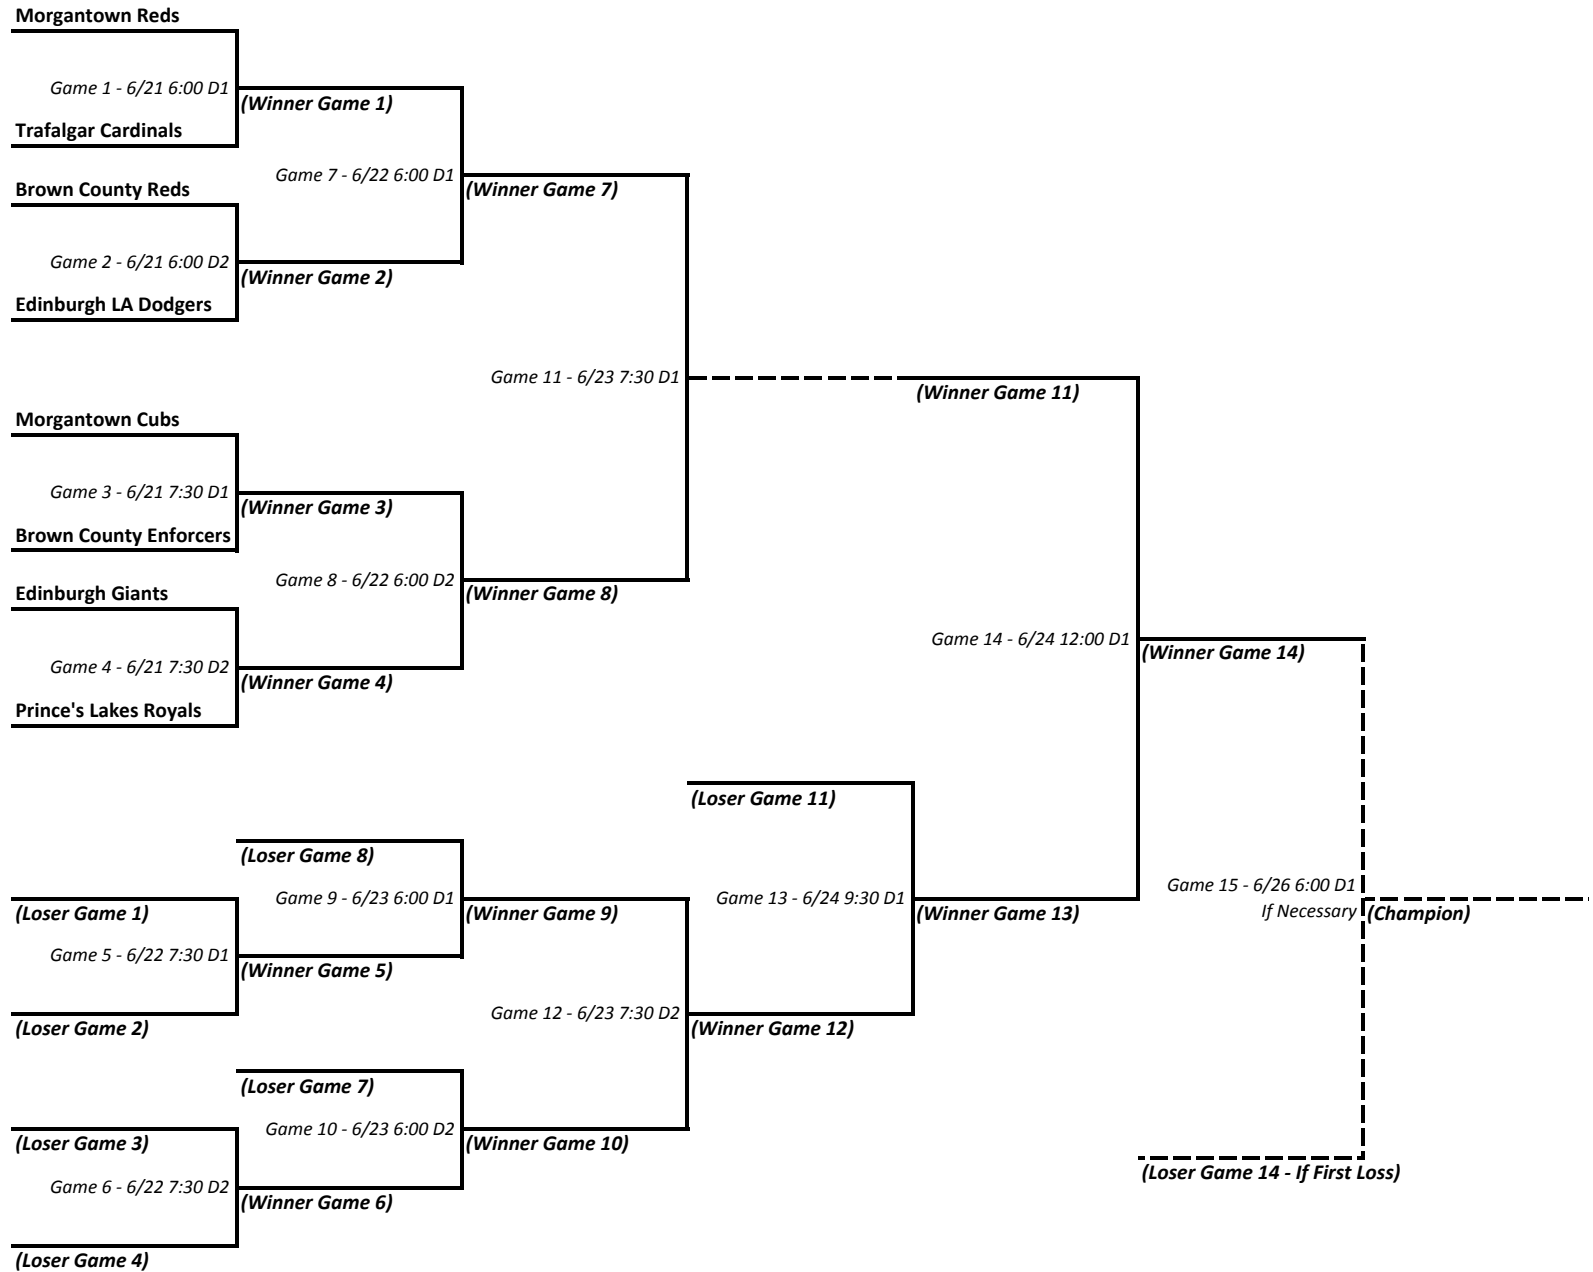 Morgantown Reds
Game 1 - 6/21 6:00 D1
(Winner Game 1)
Trafalgar Cardinals
Game 7 - 6/22 6:00 D1
(Winner Game 7)
Brown County Reds
Game 2 - 6/21 6:00 D2
(Winner Game 2)
Edinburgh LA Dodgers
Game 11 - 6/23 7:30 D1
(Winner Game 11)
Morgantown Cubs
Game 3 - 6/21 7:30 D1
(Winner Game 3)
Brown County Enforcers
Game 8 - 6/22 6:00 D2
(Winner Game 8)
Edinburgh Giants
Game 14 - 6/24 12:00 D1
(Winner Game 14)
Game 4 - 6/21 7:30 D2
(Winner Game 4)
Prince's Lakes Royals
(Loser Game 11)
(Loser Game 8)
Game 9 - 6/23 6:00 D1
(Winner Game 9)
Game 13 - 6/24 9:30 D1
(Winner Game 13)
Game 15 - 6/26 6:00 D1
If Necessary
(Champion)
(Loser Game 1)
Game 5 - 6/22 7:30 D1
(Winner Game 5)
Game 12 - 6/23 7:30 D2
(Winner Game 12)
(Loser Game 2)
(Loser Game 7)
Game 10 - 6/23 6:00 D2
(Winner Game 10)
(Loser Game 3)
(Loser Game 14 - If First Loss)
Game 6 - 6/22 7:30 D2
(Winner Game 6)
(Loser Game 4)